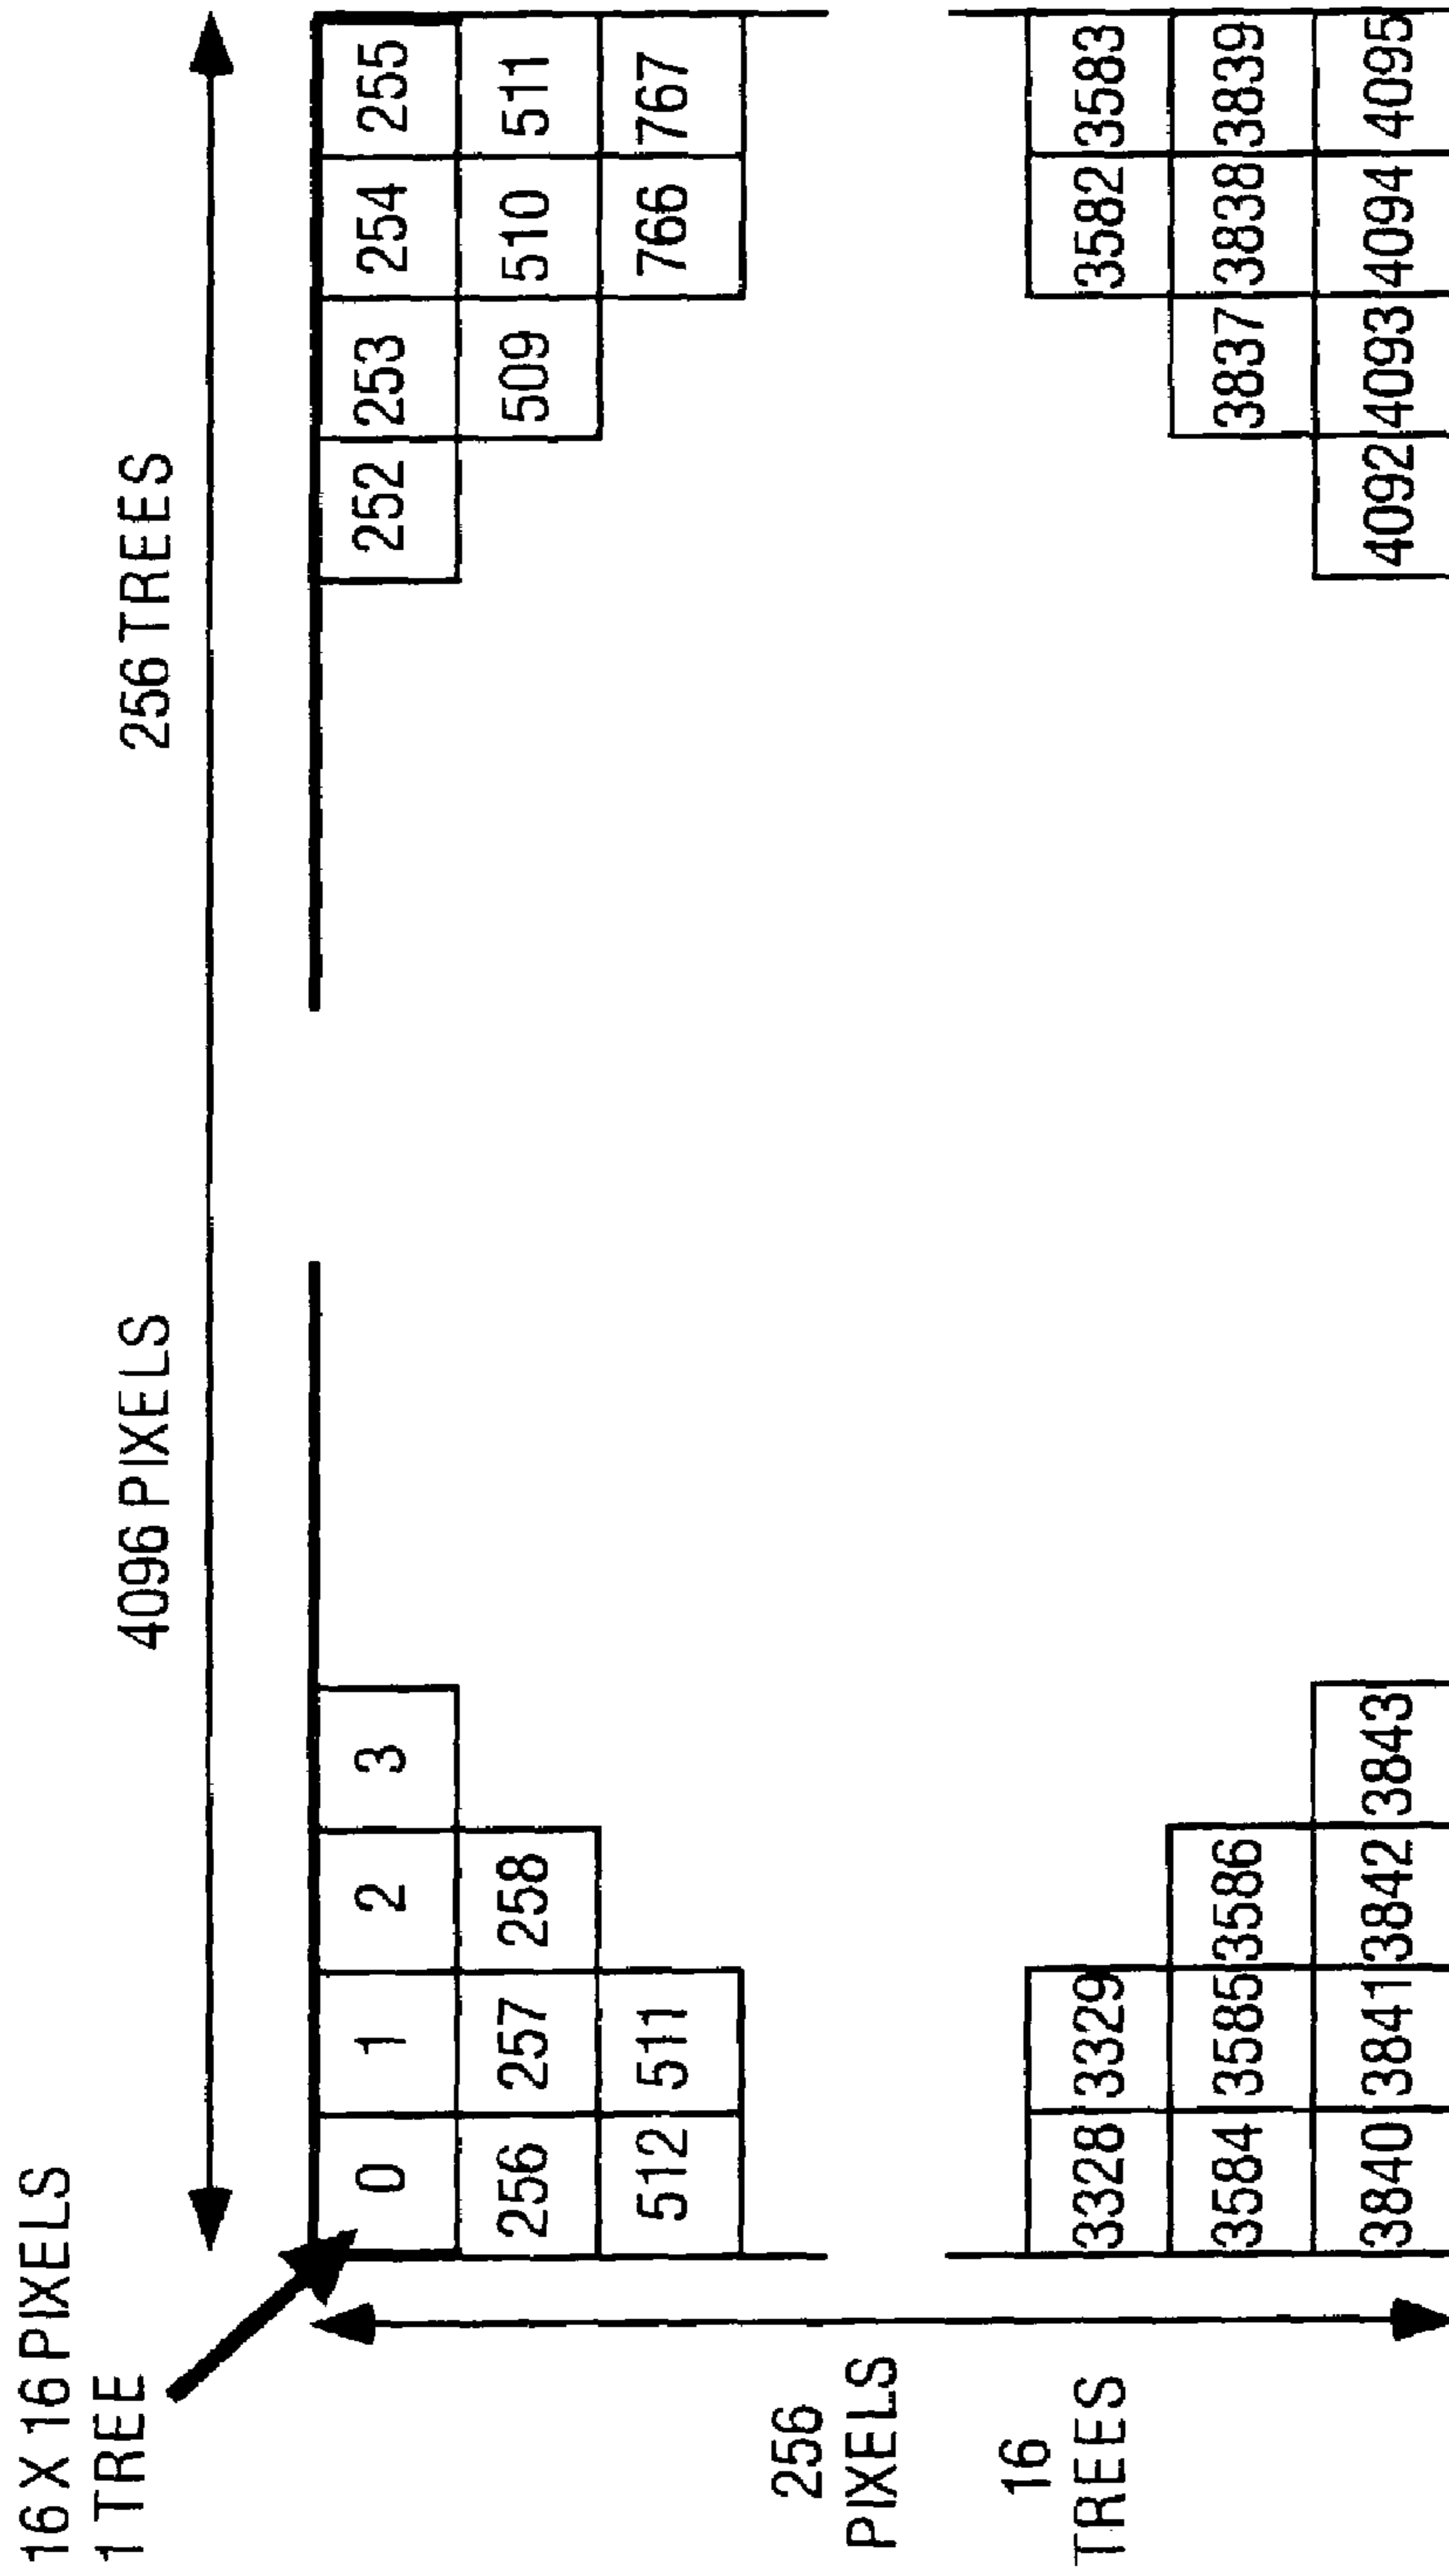 16 X 16 PIXELS
1 TREE
4096 PIXELS
256 TREES
0 1 2 3
252 253 254 255
256 257 258
509 510 511
512 511
766 767
256
PIXELS
16
TREES
3328 3329
3582 3583
3584 3585 3586
3837 3838 3839
3840 3841 3842 3843
4092 4093 4094 4095